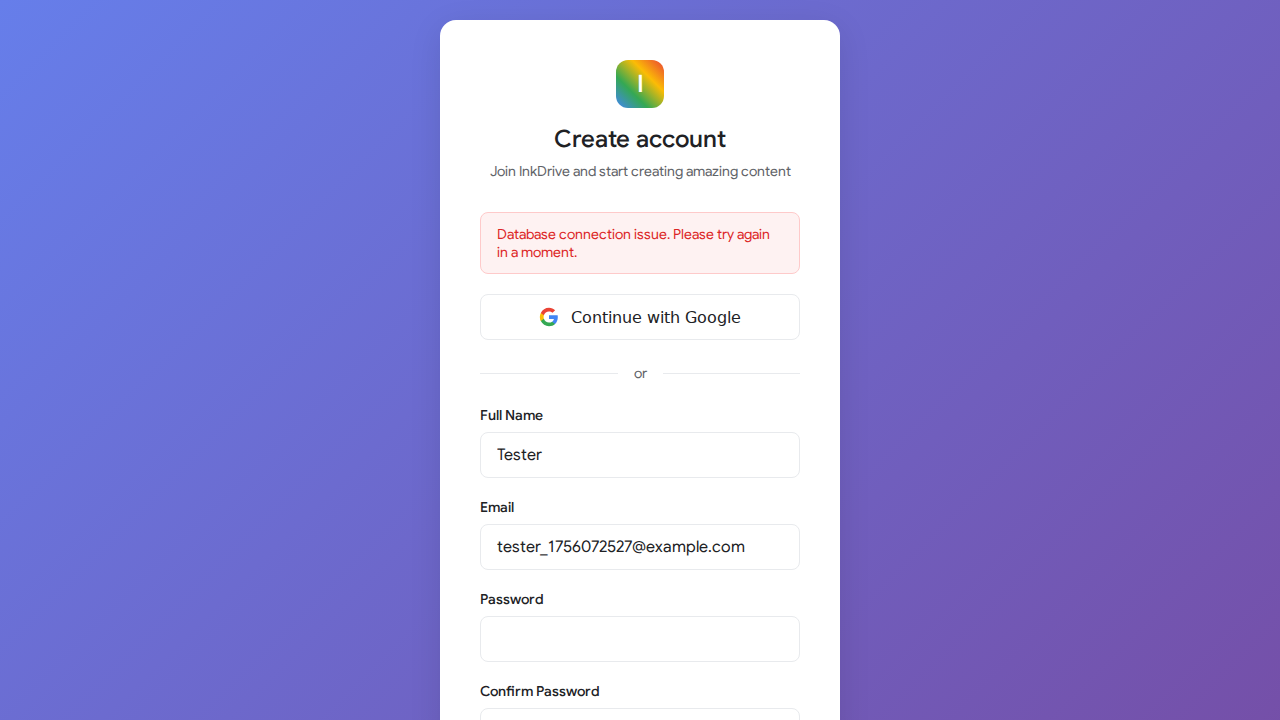 I
Create account
Join InkDrive and start creating amazing content
Database connection issue. Please try again
in a moment.
Continue with Google
or
Full Name
Tester
Email
tester_1756072527@example.com
Password
Confirm Password